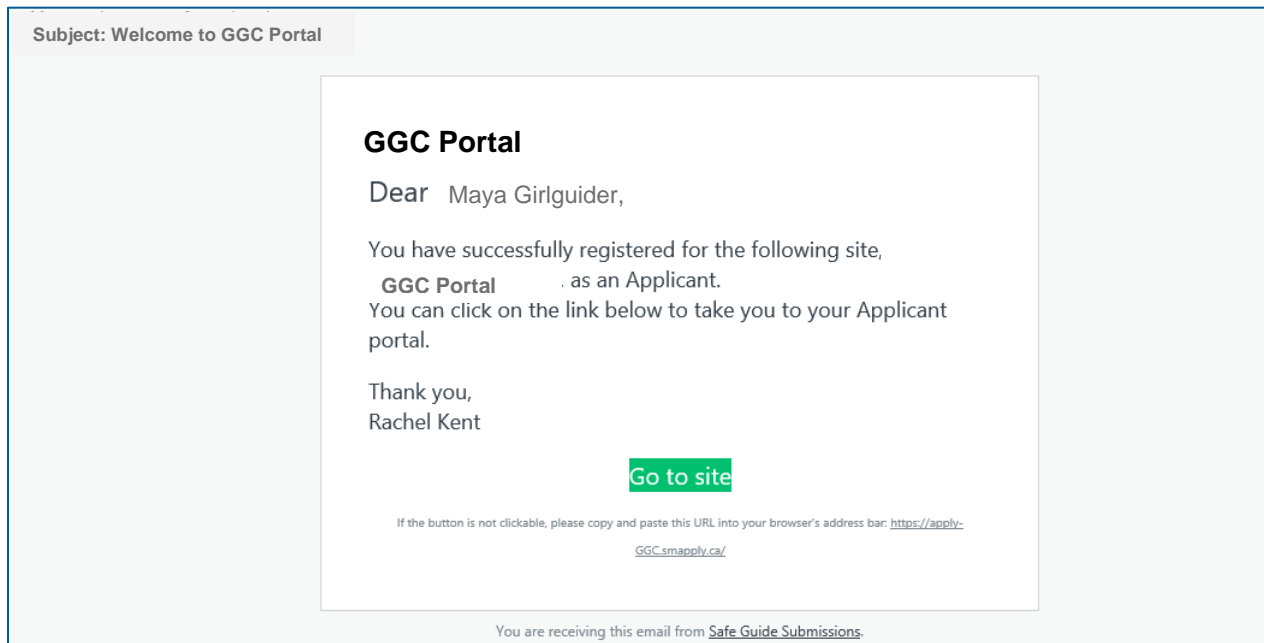 Subject: Welcome to GGC Portal
GGC Portal
Dear Maya Girlguider,
You have successfully registered for the following site,
GGC Portal . as an Applicant.
You can click on the link below to take you to your Applicant
portal.
Thank you,
Rachel Kent
Go to site
If the button is not clickable, please copy and paste this URL into your browser's address bar: https://apply-
GGC.smapply.ca/
You are receiving this email from Safe Guide Submissions.